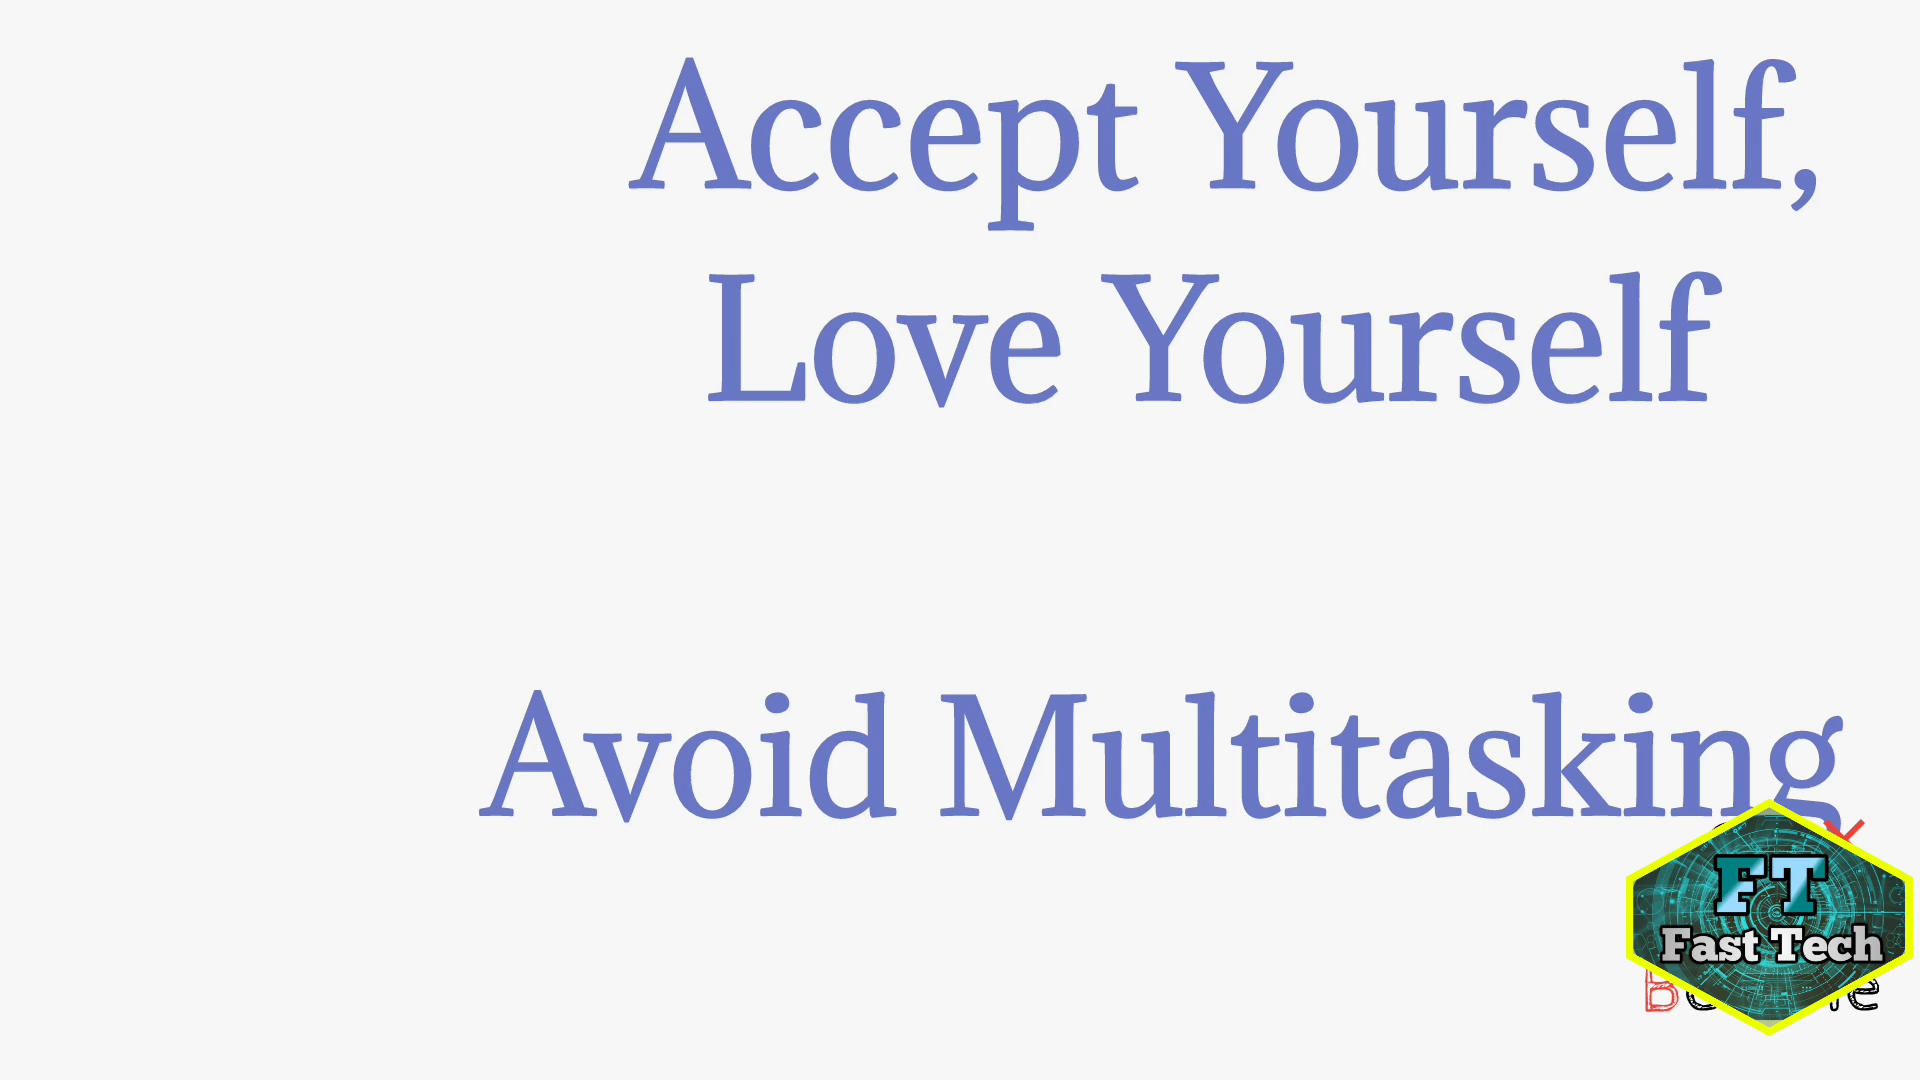 Accept Yourself,
Love Yourself
Avoid Multitasking
FT
Fast Tech